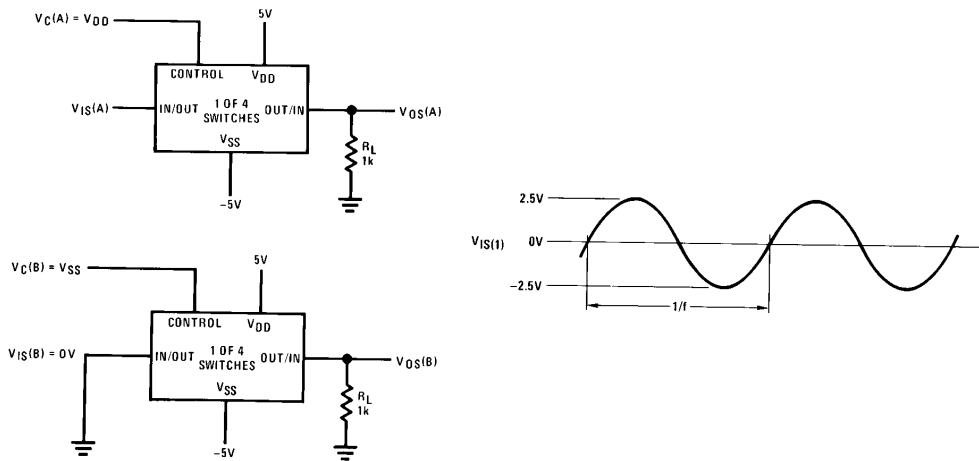 VC(A) = VDD
5V
CONTROL
VDD
VIS(A)
IN/OUT
1 OF 4
SWITCHES
OUT/IN
VOS(A)
VSS
RL
1k
-5V
VC(B) = VSS
5V
CONTROL
VDD
VIS(B) = 0V
IN/OUT
1 OF 4
SWITCHES
OUT/IN
VOS(B)
VSS
RL
1k
-5V
2.5V
VIS(1)
0V
-2.5V
1/f